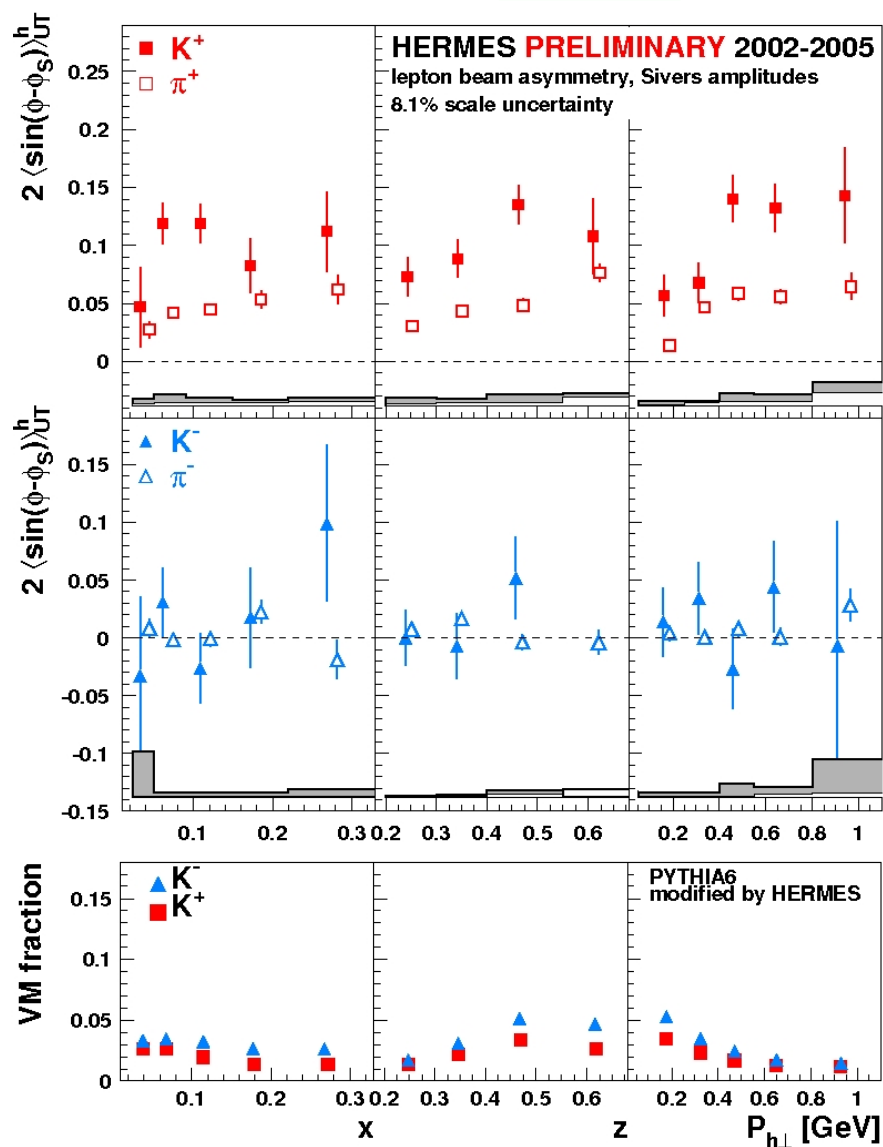 2 ⟨sin(ϕ-ϕS)⟩hUT
K+
π+
HERMES PRELIMINARY 2002-2005
lepton beam asymmetry, Sivers amplitudes
8.1% scale uncertainty
0.25
0.2
0.15
0.1
0.05
0
2 ⟨sin(ϕ-ϕS)⟩hUT
K-
π-
0.15
0.1
0.05
0
-0.05
-0.1
-0.15
0.1 0.2 0.3 0.2 0.3 0.4 0.5 0.6 0.2 0.4 0.6 0.8 1
VM fraction
K-
K+
PYTHIA6
modified by HERMES
0.15
0.1
0.05
0
0.1 0.2 0.3 0.2 0.3 0.4 0.5 0.6 0.2 0.4 0.6 0.8 1
x z Ph⊥ [GeV]